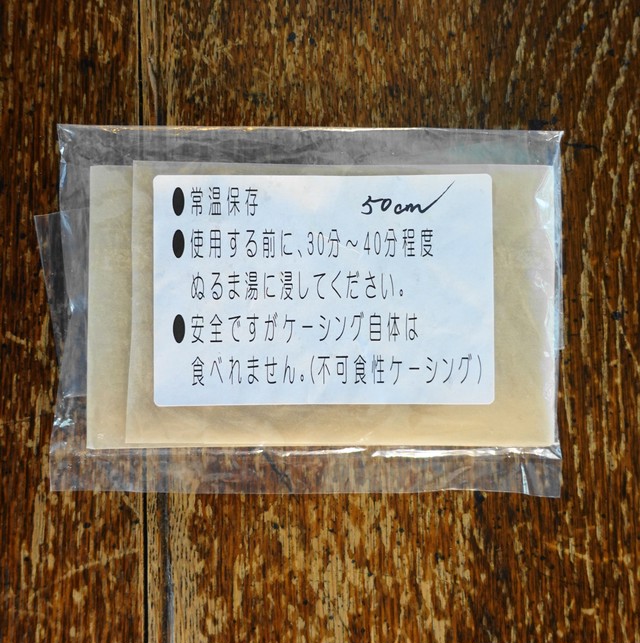 ●常温保存 50cm
●使用する前に、30分～40分程度
ぬるま湯に浸してください。
●安全ですがケーシング自体は
食べれません。(不可食性ケーシング)